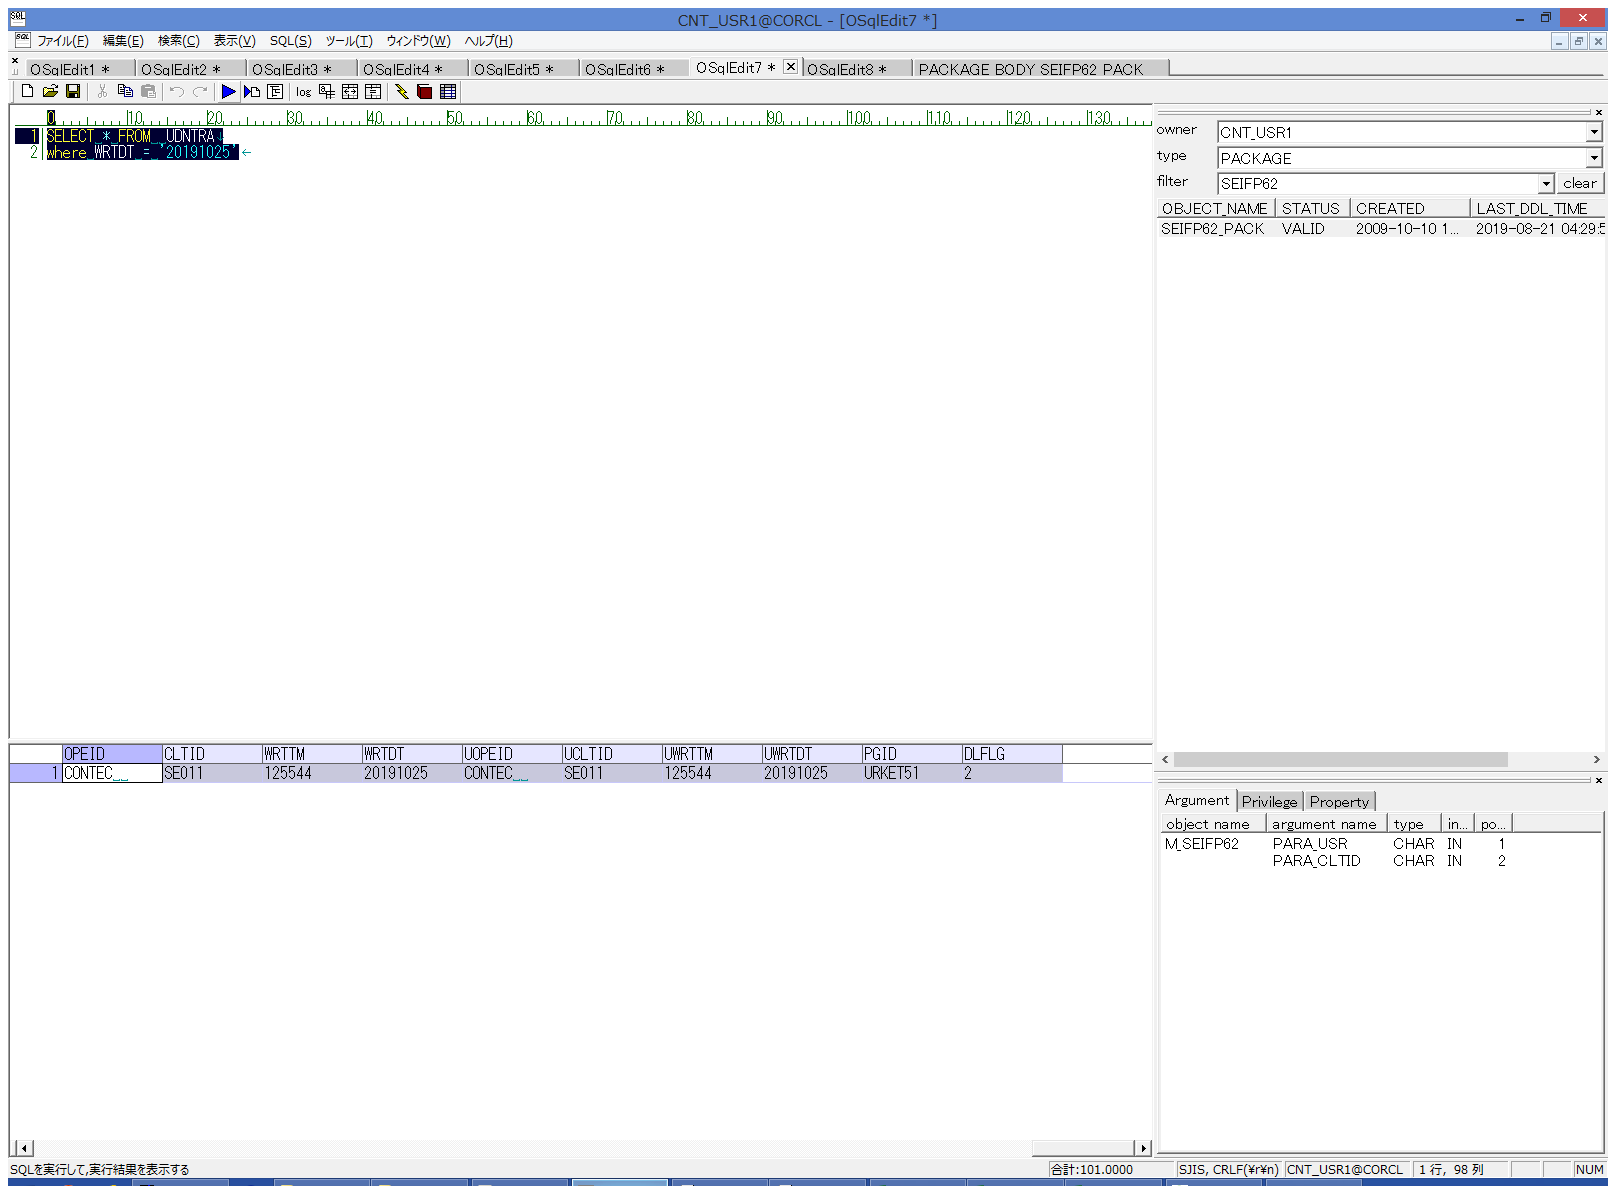 SQL
CNT_USR1@CORCL - [OSqlEdit7 *]
SQL ファイル(F) 編集(E) 検索(C) 表示(V) SQL(S) ツール(T) ウィンドウ(W) ヘルプ(H)
OSqlEdit1 * OSqlEdit2 * OSqlEdit3 * OSqlEdit4 * OSqlEdit5 * OSqlEdit6 * OSqlEdit7 * OSqlEdit8 * PACKAGE BODY SEIFP62_PACK
log
0 10 20 30 40 50 60 70 80 90 100 110 120 130
1 SELECT * FROM  UDNTRA↓
2 where WRTDT = '20191025' ←
owner CNT_USR1
type PACKAGE
filter SEIFP62 clear
OBJECT_NAME STATUS CREATED LAST_DDL_TIME
SEIFP62_PACK VALID 2009-10-10 1... 2019-08-21 04:29:5
OPEID CLTID WRTTM WRTDT UOPEID UCLTID UWRTTM UWRTDT PGID DLFLG
1 CONTEC__ SE011 125544 20191025 CONTEC__ SE011 125544 20191025 URKET51 2
Argument Privilege Property
object name argument name type in... po...
M_SEIFP62 PARA_USR CHAR IN 1
PARA_CLTID CHAR IN 2
SQLを実行して,実行結果を表示する 合計:101.0000 SJIS, CRLF(¥r¥n) CNT_USR1@CORCL 1 行, 98 列 NUM